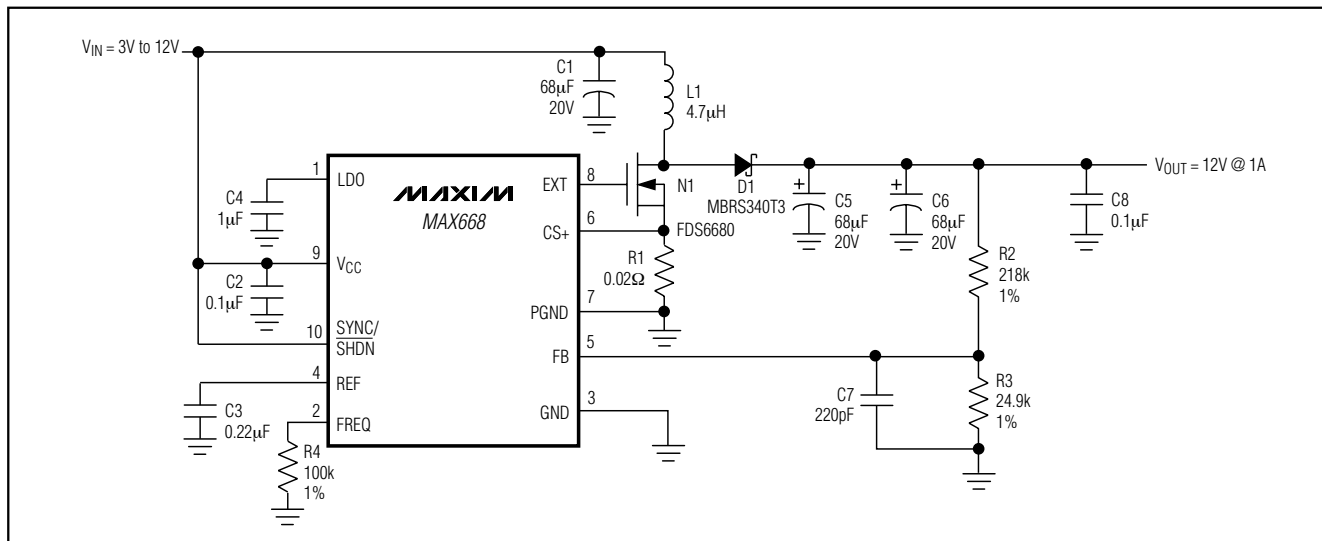 VIN = 3V to 12V
C1
68µF
20V
L1
4.7µH
1
LDO
C4
1µF
MAXIM
MAX668
EXT
8
N1
FDS6680
D1
MBRS340T3
+
C5
68µF
20V
+
C6
68µF
20V
VOUT = 12V @ 1A
C8
0.1µF
CS+
6
R1
0.02Ω
R2
218k
1%
9
VCC
C2
0.1µF
PGND
7
10
SYNC/
SHDN
FB
5
4
REF
C3
0.22µF
C7
220pF
R3
24.9k
1%
2
FREQ
GND
3
R4
100k
1%